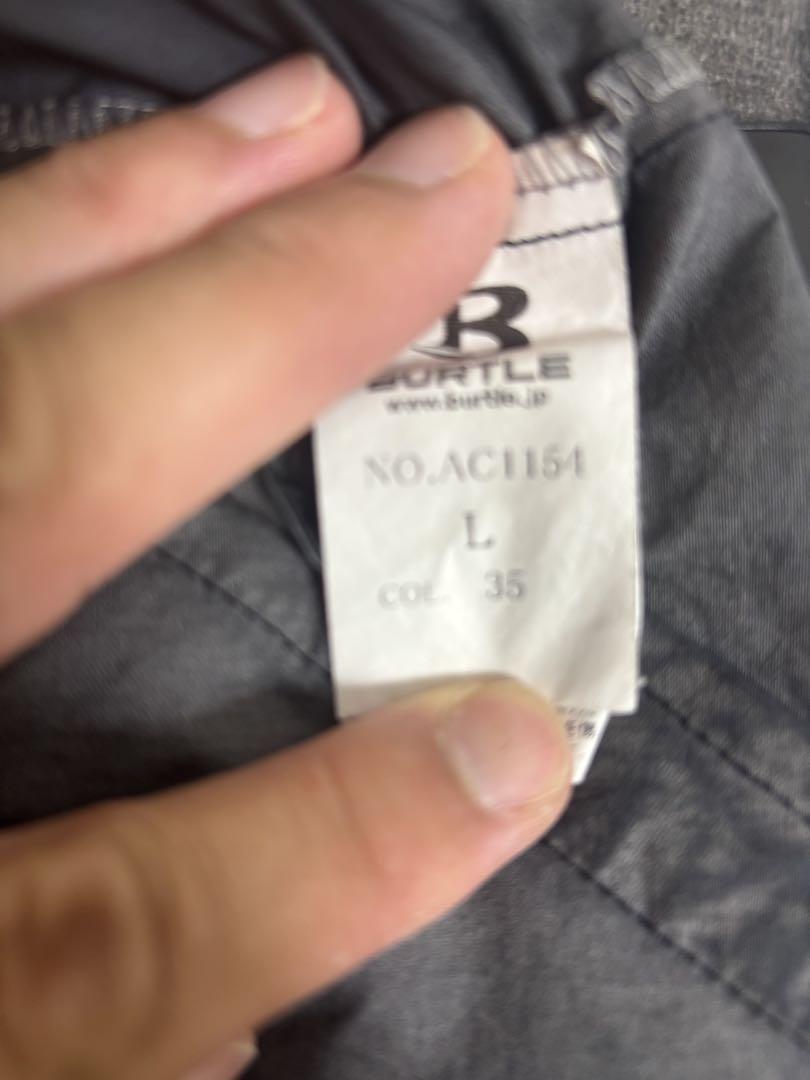 BURTLE
www.burtle.jp
NO.AC1154
L
COL. 35